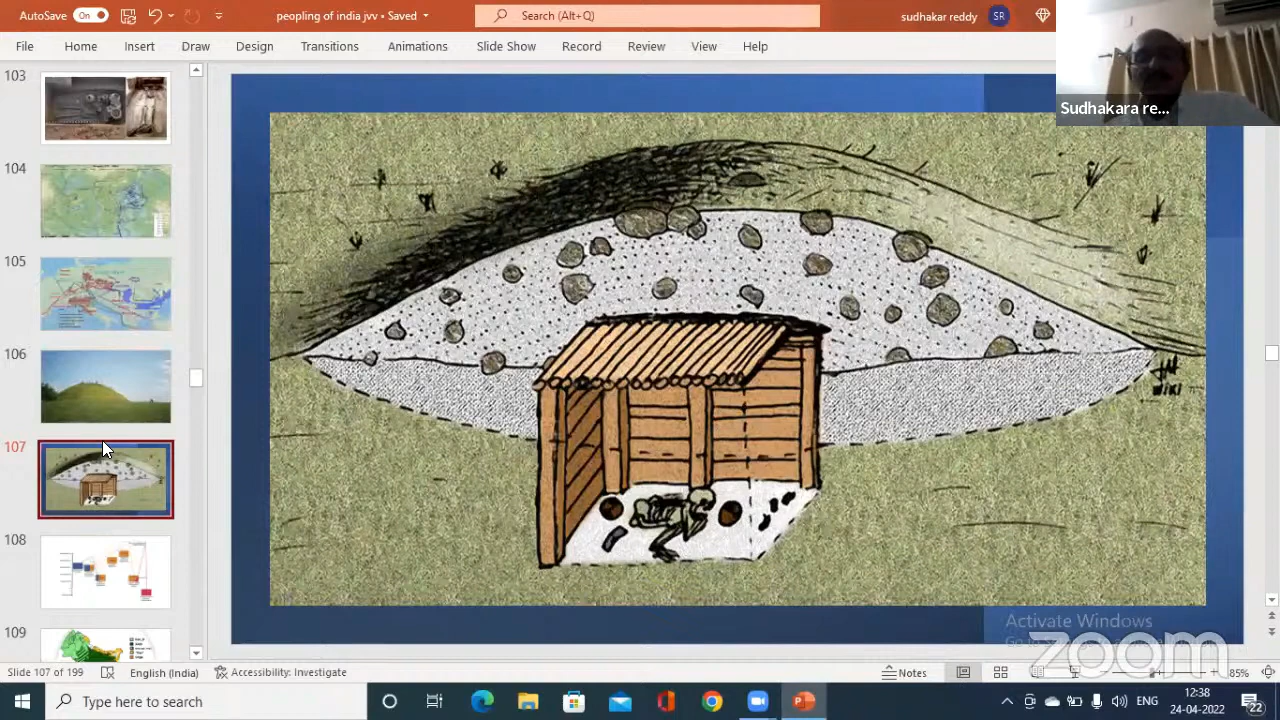 AutoSave On peopling of india jvv • Saved Search (Alt+Q) sudhakar reddy SR
File Home Insert Draw Design Transitions Animations Slide Show Record Review View Help
Sudhakara re...
103
104
105
106
107
108
109
WIKI
Activate Windows
zoom
Slide 107 of 199 English (India) Accessibility: Investigate Notes 85%
Type here to search ENG 12:38
24-04-2022 22